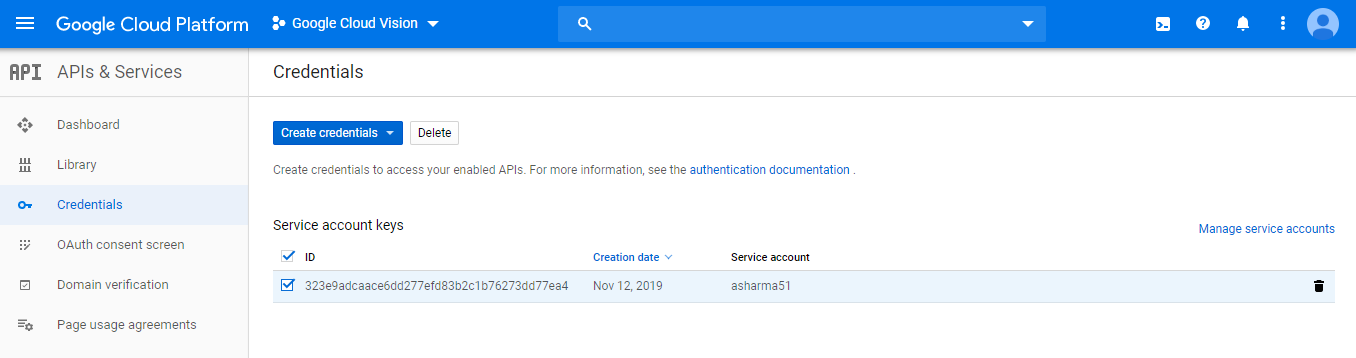 Google Cloud Platform
Google Cloud Vision
API APIs & Services
Credentials
Dashboard
Library
Credentials
OAuth consent screen
Domain verification
Page usage agreements
Create credentials Delete
Create credentials to access your enabled APIs. For more information, see the authentication documentation .
Service account keys
Manage service accounts
ID Creation date Service account
323e9adcaace6dd277efd83b2c1b76273dd77ea4 Nov 12, 2019 asharma51